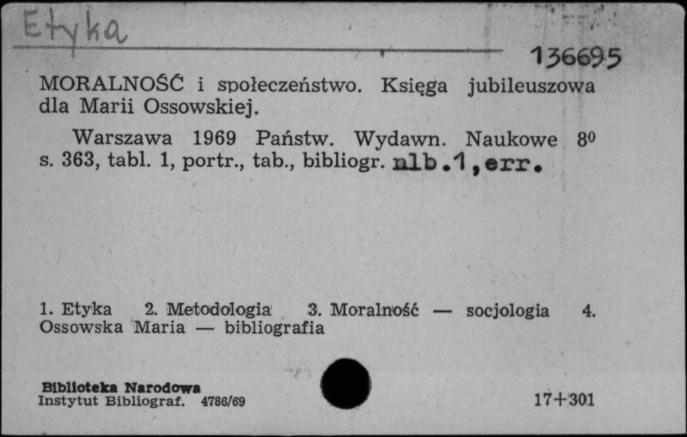 Etyka
136695
MORALNOŚĆ i społeczeństwo. Księga jubileuszowa
dla Marii Ossowskiej.
Warszawa 1969 Państw. Wydawn. Naukowe 8⁰
s. 363, tabl. 1, portr., tab., bibliogr. nlb.1,err.
1. Etyka 2. Metodologia 3. Moralność — socjologia 4.
Ossowska Maria — bibliografia
Biblioteka Narodowa
Instytut Bibliograf. 4786/69
17+301